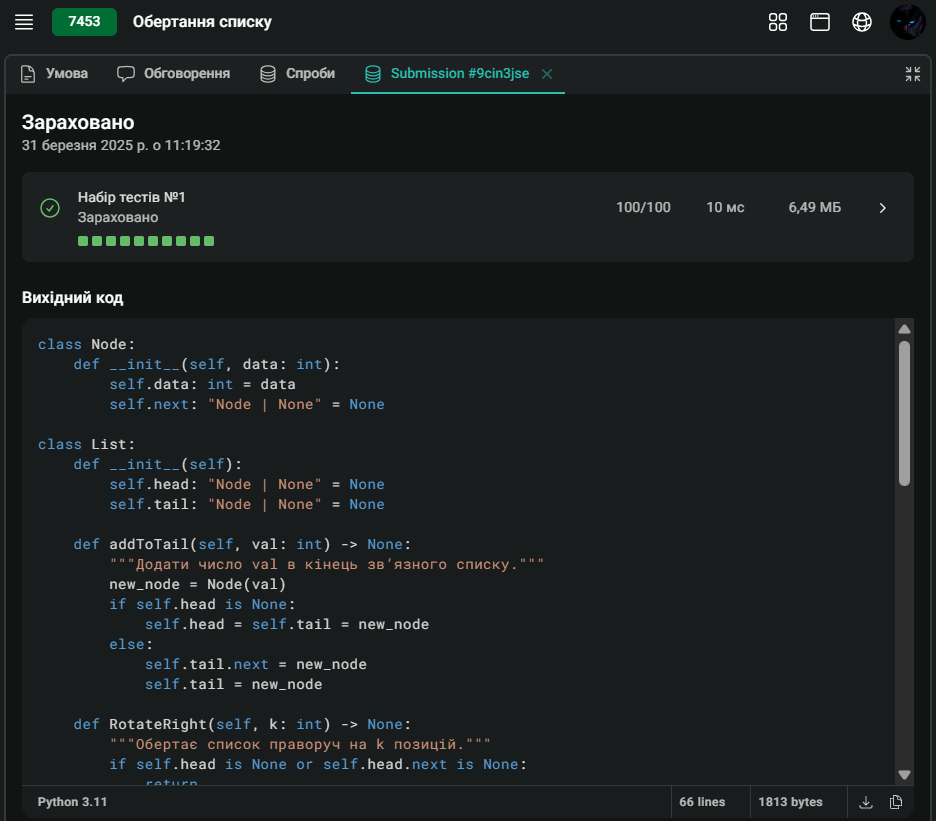 7453 Обертання списку
Умова Обговорення Спроби Submission #9cin3jse
Зараховано
31 березня 2025 р. о 11:19:32
Набір тестів №1
Зараховано
100/100 10 мс 6,49 МБ
Вихідний код
class Node:
    def __init__(self, data: int):
        self.data: int = data
        self.next: "Node | None" = None
class List:
    def __init__(self):
        self.head: "Node | None" = None
        self.tail: "Node | None" = None
    def addToTail(self, val: int) -> None:
        """Додати число val в кінець зв’язного списку."""
        new_node = Node(val)
        if self.head is None:
            self.head = self.tail = new_node
        else:
            self.tail.next = new_node
            self.tail = new_node
    def RotateRight(self, k: int) -> None:
        """Обертає список праворуч на k позицій."""
        if self.head is None or self.head.next is None:
            return
Python 3.11 66 lines 1813 bytes